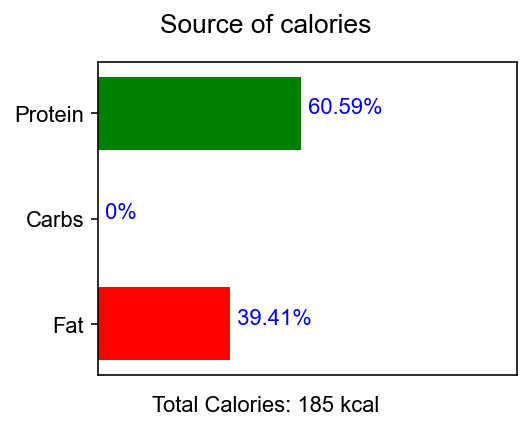 Source of calories
Protein 60.59%
Carbs 0%
Fat 39.41%
Total Calories: 185 kcal